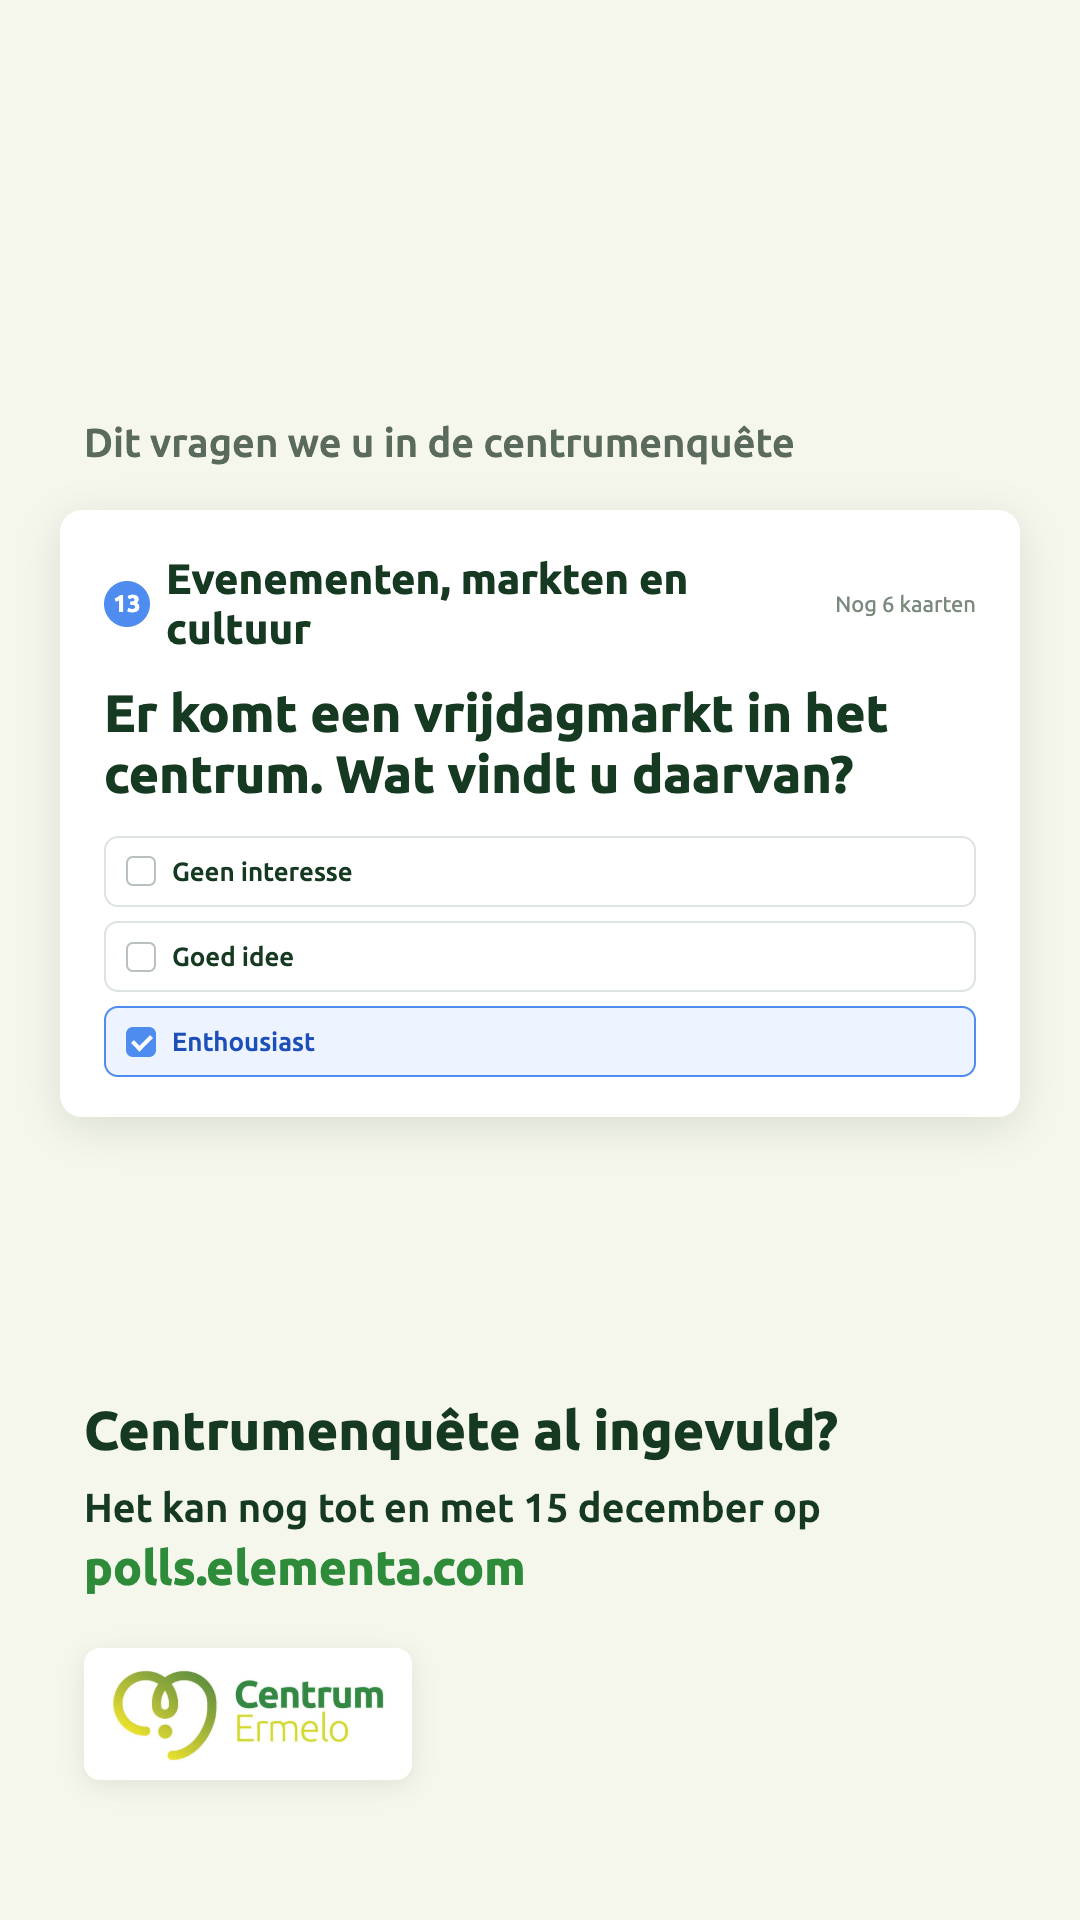 Dit vragen we u in de centrumenquête
13
Evenementen, markten en
cultuur
Nog 6 kaarten
Er komt een vrijdagmarkt in het
centrum. Wat vindt u daarvan?
Geen interesse
Goed idee
Enthousiast
Centrumenquête al ingevuld?
Het kan nog tot en met 15 december op
polls.elementa.com
Centrum
Ermelo